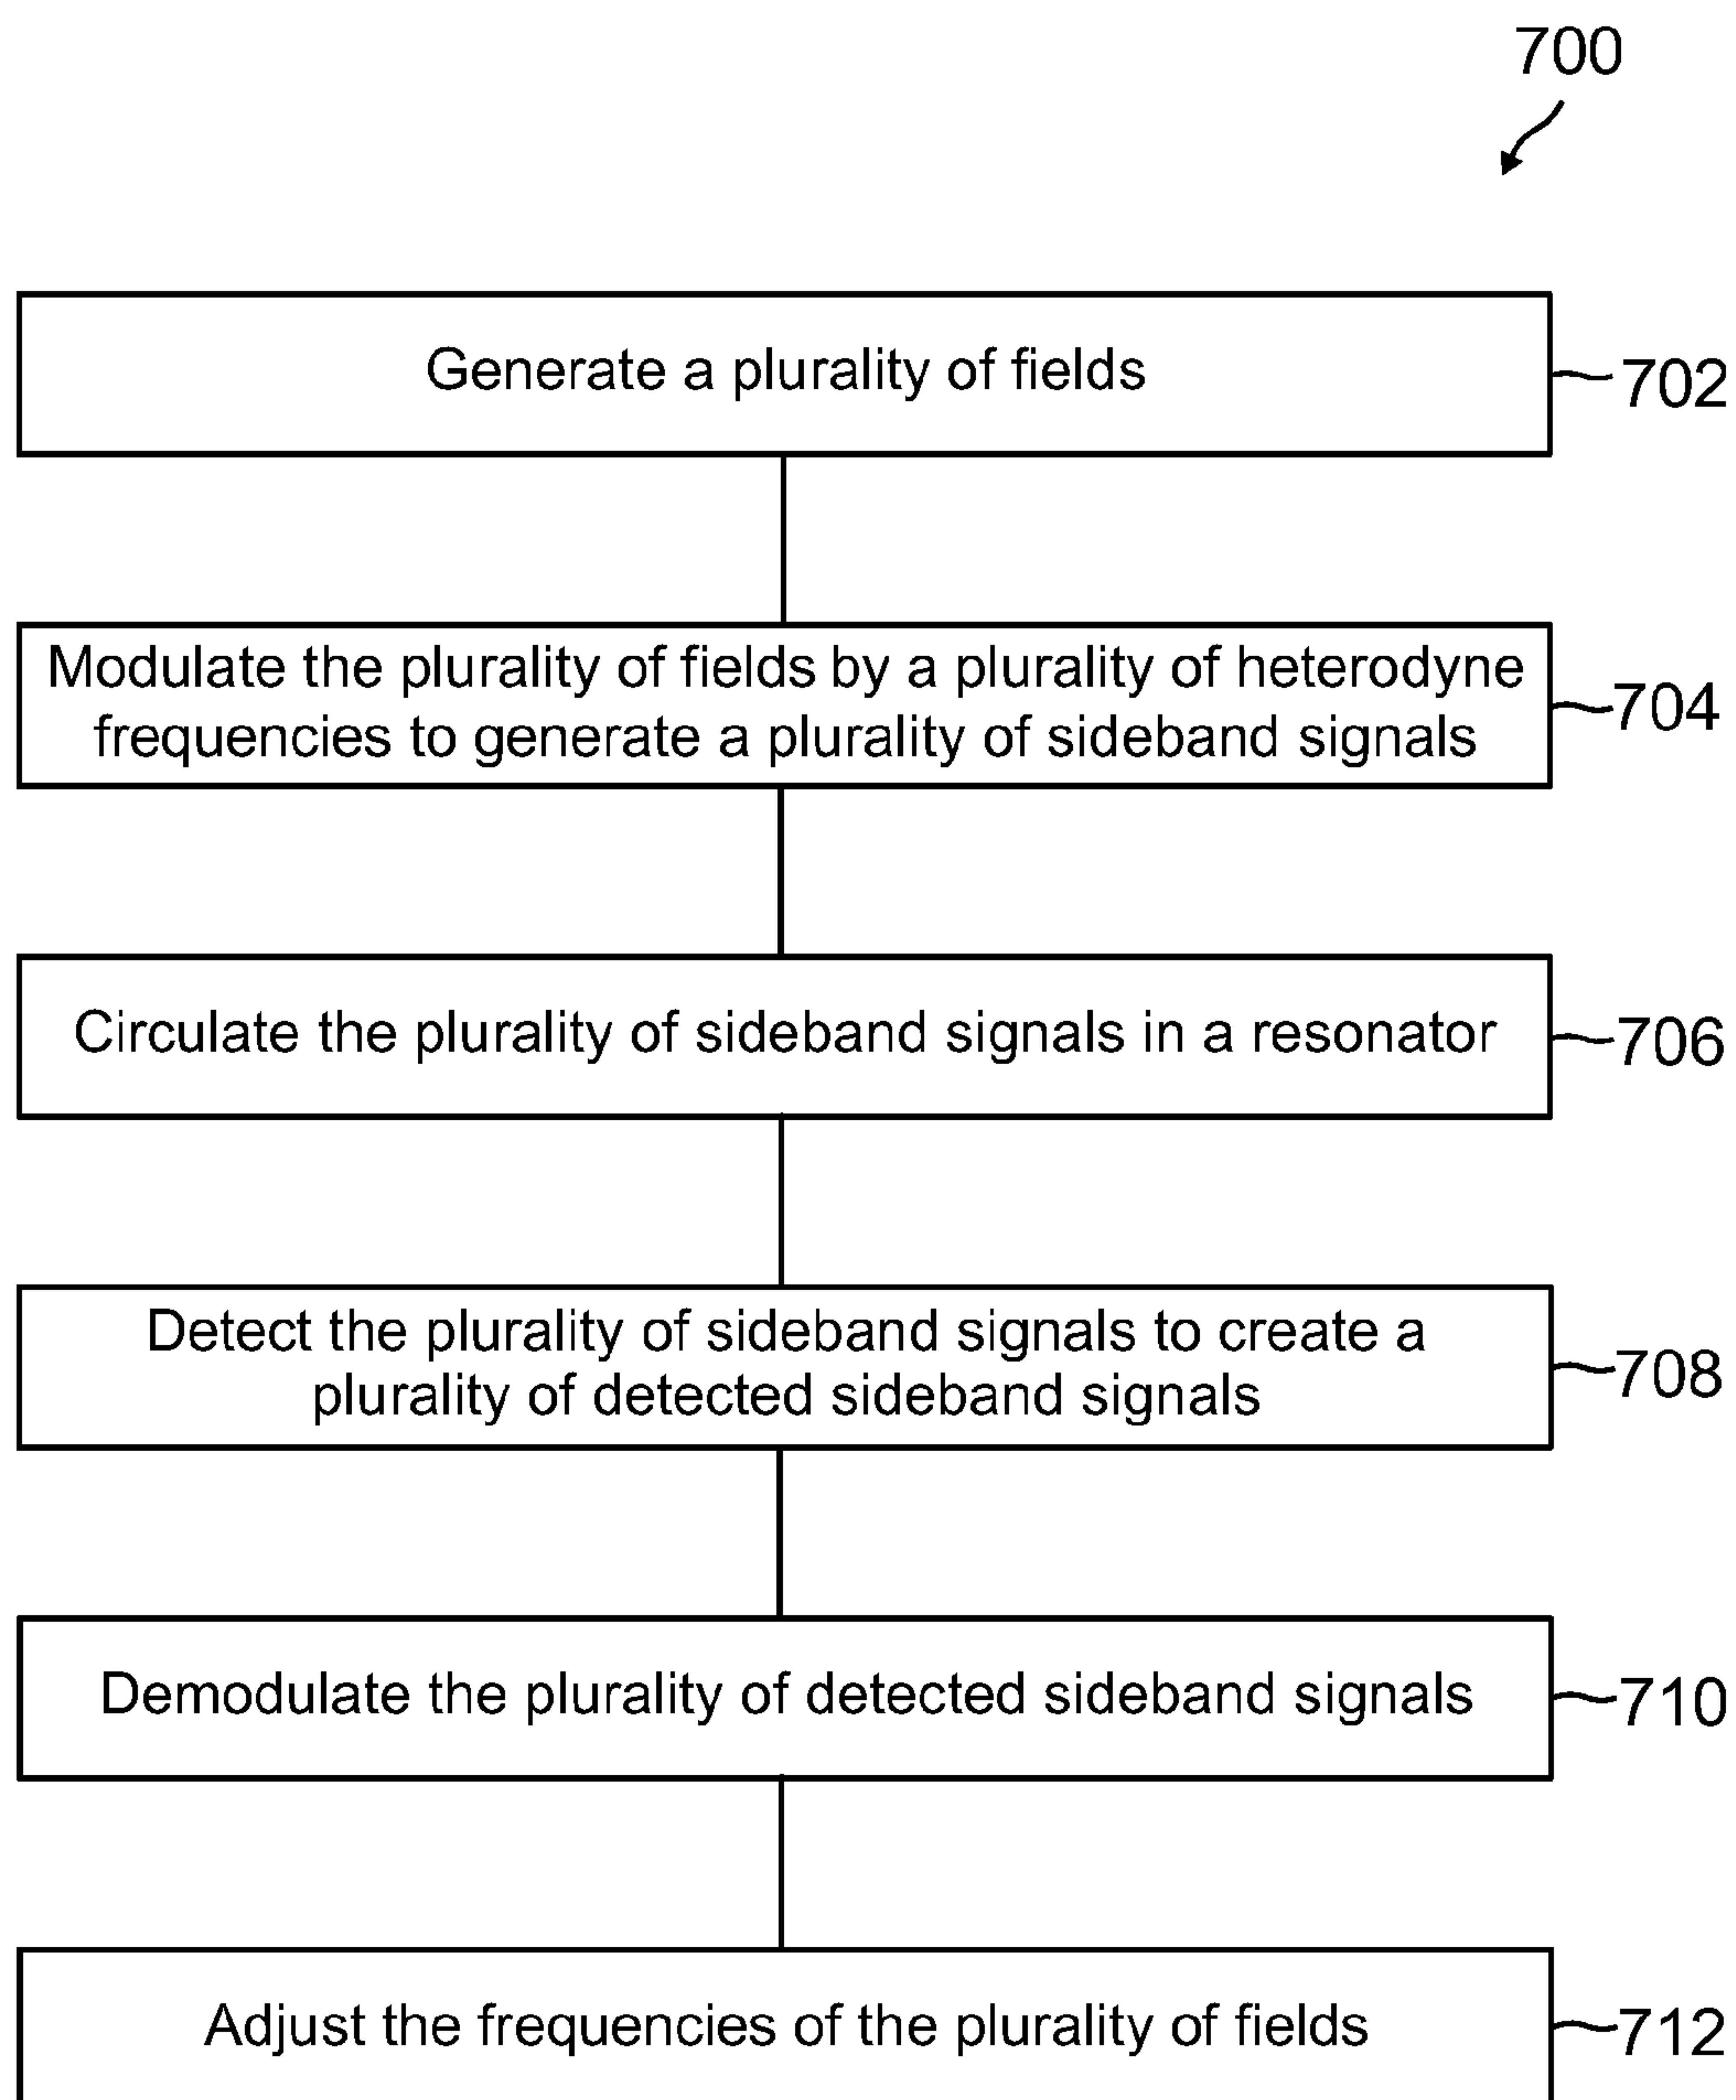 700
Generate a plurality of fields
702
Modulate the plurality of fields by a plurality of heterodyne
frequencies to generate a plurality of sideband signals
704
Circulate the plurality of sideband signals in a resonator
706
Detect the plurality of sideband signals to create a
plurality of detected sideband signals
708
Demodulate the plurality of detected sideband signals
710
Adjust the frequencies of the plurality of fields
712